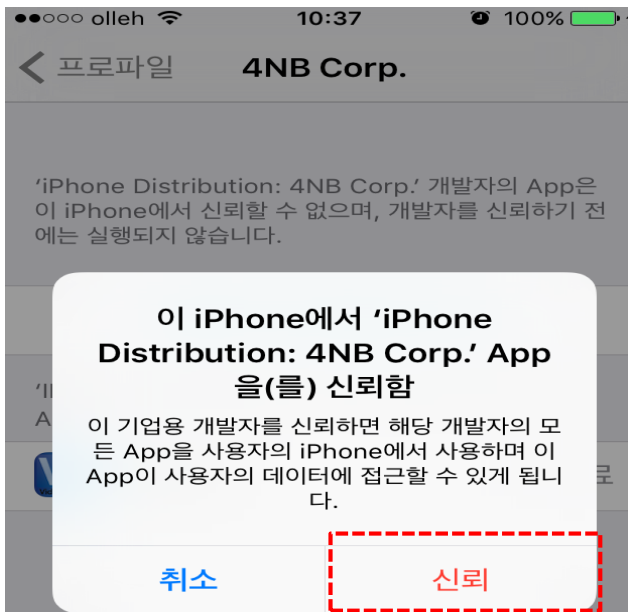 olleh 10:37 100%
프로파일 4NB Corp.
‘iPhone Distribution: 4NB Corp.’ 개발자의 App은
이 iPhone에서 신뢰할 수 없으며, 개발자를 신뢰하기 전
에는 실행되지 않습니다.
이 iPhone에서 ‘iPhone
Distribution: 4NB Corp.’ App
을(를) 신뢰함
이 기업용 개발자를 신뢰하면 해당 개발자의 모
든 App을 사용자의 iPhone에서 사용하며 이
App이 사용자의 데이터에 접근할 수 있게 됩니
다.
취소 신뢰